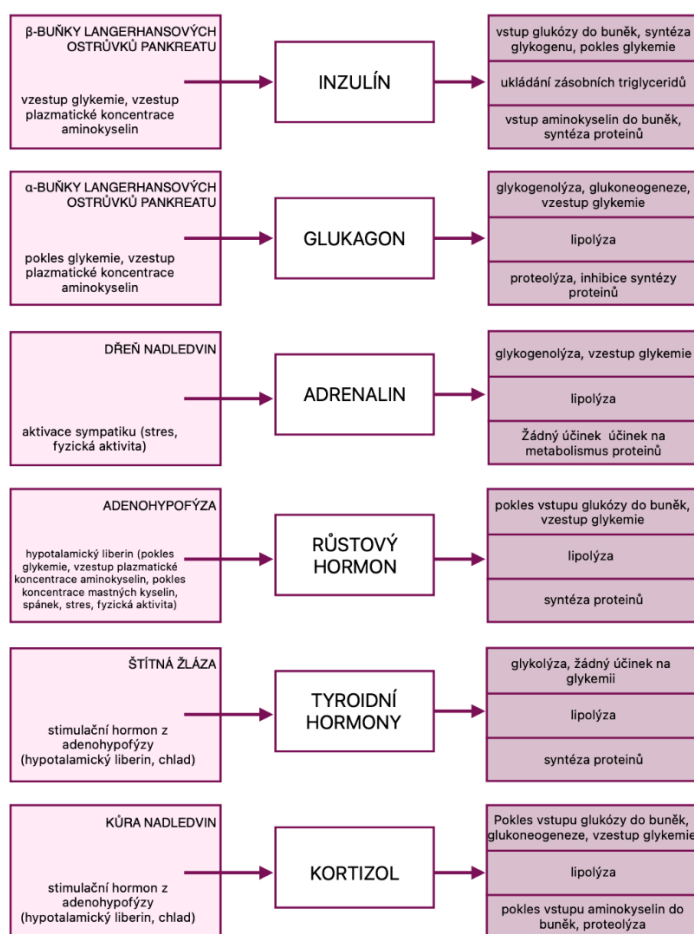 β-BUŇKY LANGERHANSOVÝCH
OSTRŮVKŮ PANKREATU
vzestup glykemie, vzestup
plazmatické koncentrace
aminokyselin
INZULÍN
vstup glukózy do buněk, syntéza
glykogenu, pokles glykemie
ukládání zásobních triglyceridů
vstup aminokyselin do buněk,
syntéza proteinů
α-BUŇKY LANGERHANSOVÝCH
OSTRŮVKŮ PANKREATU
pokles glykemie, vzestup
plazmatické koncentrace
aminokyselin
GLUKAGON
glykogenolýza, glukoneogeneze,
vzestup glykemie
lipolýza
proteolýza, inhibice syntézy
proteinů
DŘEŇ NADLEDVIN
aktivace sympatiku (stres,
fyzická aktivita)
ADRENALIN
glykogenolýza, vzestup glykemie
lipolýza
Žádný účinek účinek na
metabolismus proteinů
ADENOHYPOFÝZA
hypotalamický liberin (pokles
glykemie, vzestup plazmatické
koncentrace aminokyselin, pokles
koncentrace mastných kyselin,
spánek, stres, fyzická aktivita)
RŮSTOVÝ
HORMON
pokles vstupu glukózy do buněk,
vzestup glykemie
lipolýza
syntéza proteinů
ŠTÍTNÁ ŽLÁZA
stimulační hormon z
adenohypofýzy
(hypotalamický liberin, chlad)
TYROIDNÍ
HORMONY
glykolýza, žádný účinek na
glykemii
lipolýza
syntéza proteinů
KŮRA NADLEDVIN
stimulační hormon z
adenohypofýzy
(hypotalamický liberin, chlad)
KORTIZOL
Pokles vstupu glukózy do buněk,
glukoneogeneze, vzestup glykemie
lipolýza
pokles vstupu aminokyselin do
buněk, proteolýza